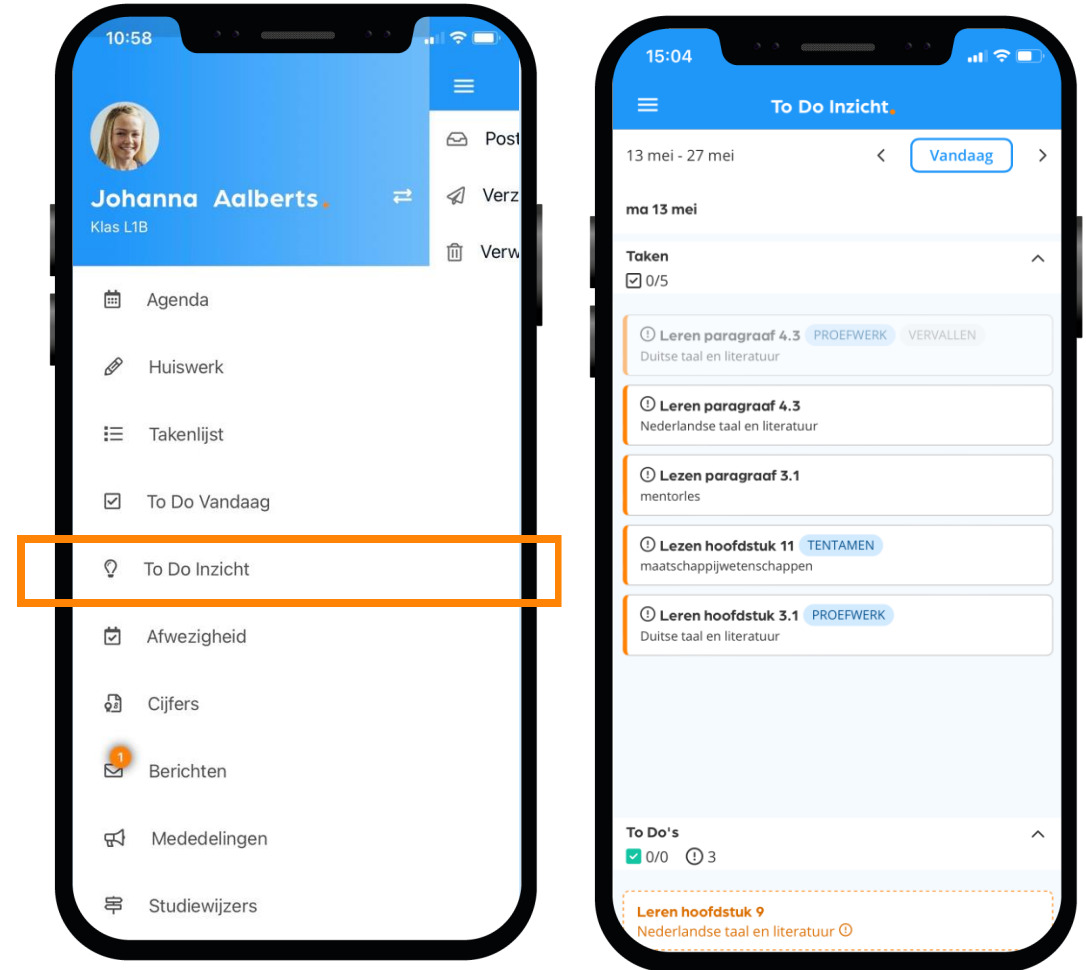 10:58
Johanna Aalberts.
Klas L1B
Post
Verz
Verw
Agenda
Huiswerk
Takenlijst
To Do Vandaag
To Do Inzicht
Afwezigheid
Cijfers
1
Berichten
Mededelingen
Studiewijzers
15:04
To Do Inzicht.
13 mei - 27 mei
Vandaag
ma 13 mei
Taken
0/5
Leren paragraaf 4.3 PROEFWERK VERVALLEN
Duitse taal en literatuur
Leren paragraaf 4.3
Nederlandse taal en literatuur
Lezen paragraaf 3.1
mentorles
Lezen hoofdstuk 11 TENTAMEN
maatschappijwetenschappen
Leren hoofdstuk 3.1 PROEFWERK
Duitse taal en literatuur
To Do's
0/0 3
Leren hoofdstuk 9
Nederlandse taal en literatuur